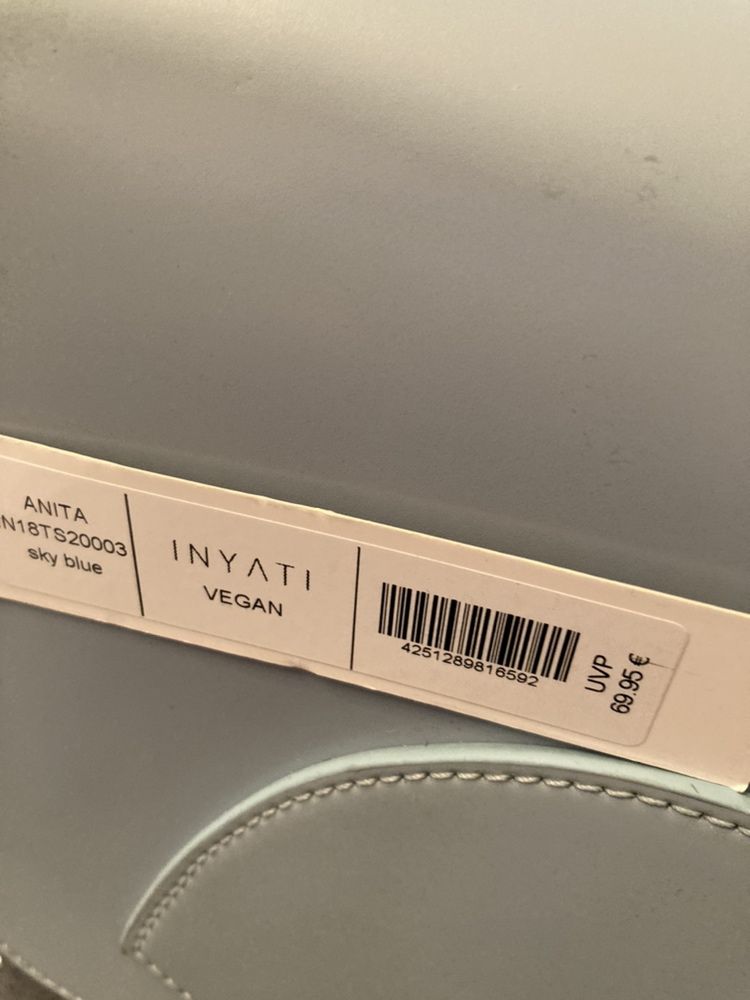 ANITA
N18TS20003
sky blue
INYATI
VEGAN
4251289816592
UVP
69.95 €